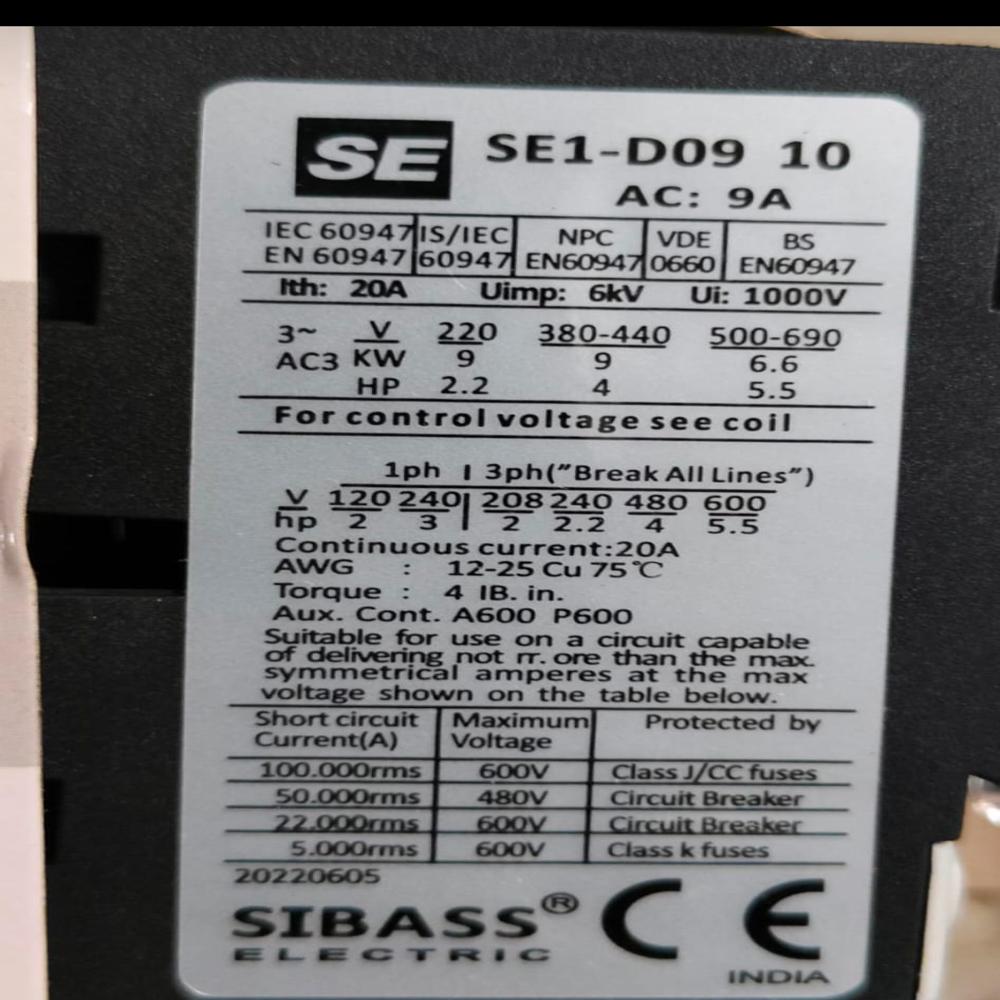 SE SE1-D09 10
AC: 9A
IEC 60947 IS/IEC NPC VDE BS
EN 60947 60947 EN60947 0660 EN60947
Ith: 20A Uimp: 6kV Ui: 1000V
3~ V 220 380-440 500-690
AC3 KW 9 9 6.6
HP 2.2 4 5.5
For control voltage see coil
1ph | 3ph("Break All Lines")
V 120 240 | 208 240 480 600
hp 2 3 | 2 2.2 4 5.5
Continuous current:20A
AWG : 12-25 Cu 75℃
Torque : 4 IB. in.
Aux. Cont. A600 P600
Suitable for use on a circuit capable
of delivering not rr. ore than the max.
symmetrical amperes at the max
voltage shown on the table below.
Short circuit Maximum Protected by
Current(A) Voltage
100.000rms 600V Class J/CC fuses
50.000rms 480V Circuit Breaker
22.000rms 600V Circuit Breaker
5.000rms 600V Class k fuses
20220605
SIBASS® CE
ELECTRIC
INDIA